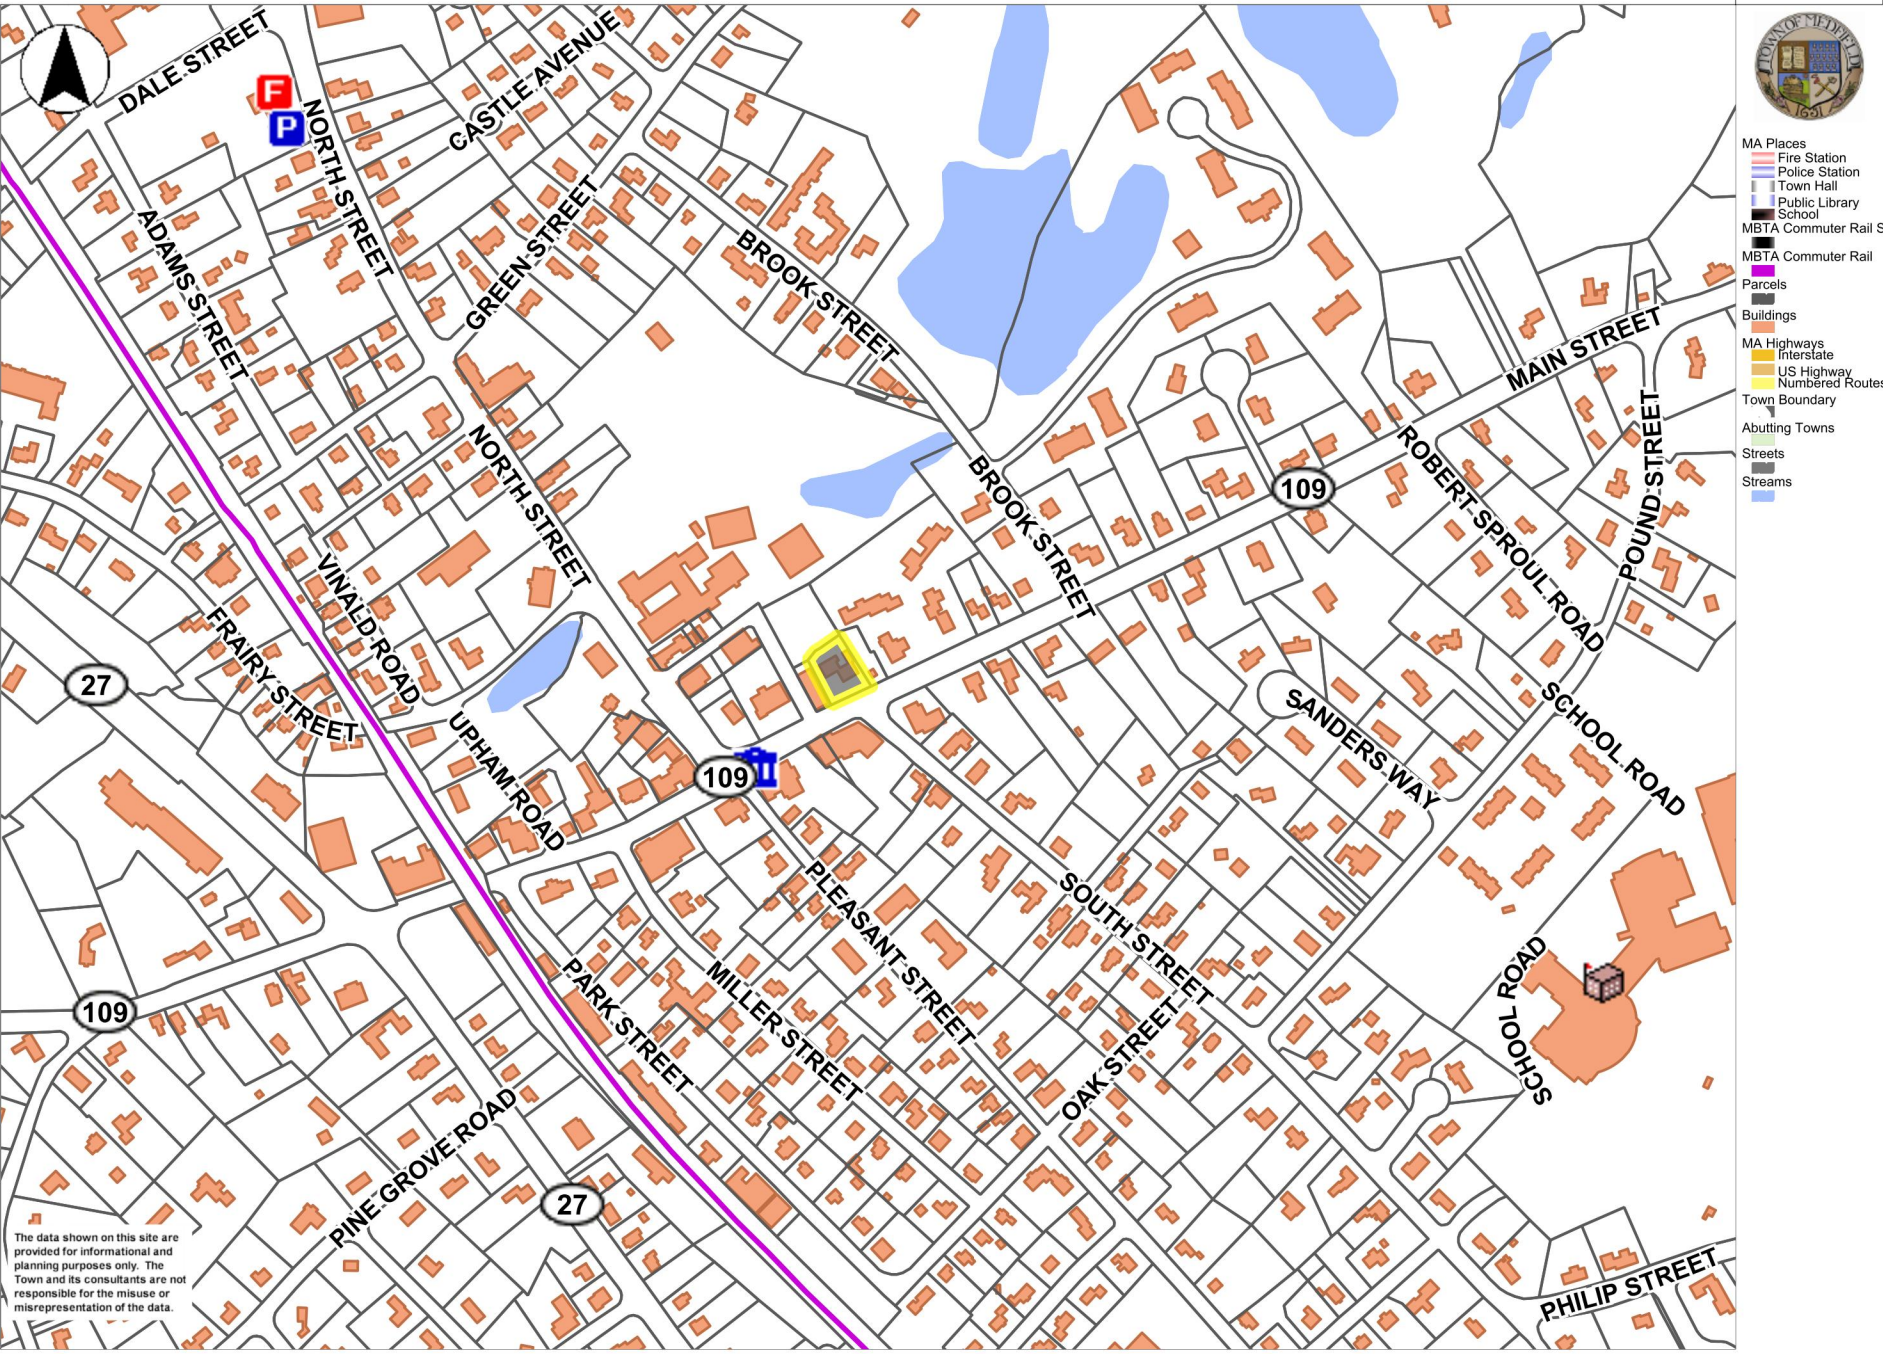 DALE STREET
CASTLE AVENUE
F
P
NORTH STREET
ADAMS STREET
GREEN STREET
BROOK STREET
MAIN STREET
NORTH STREET
BROOK STREET
109
ROBERT SPROUL ROAD
POUND STREET
VINALD ROAD
FRAIRY STREET
27
UPHAM ROAD
109
SANDERS WAY
SCHOOL ROAD
PLEASANT STREET
SOUTH STREET
109
PARK STREET
MILLER STREET
OAK STREET
SCHOOL ROAD
PINE GROVE ROAD
27
PHILIP STREET
The data shown on this site are
provided for informational and
planning purposes only. The
Town and its consultants are not
responsible for the misuse or
misrepresentation of the data.
TOWN OF MEDFIELD
1651
MA Places
Fire Station
Police Station
Town Hall
Public Library
School
MBTA Commuter Rail S
MBTA Commuter Rail
Parcels
Buildings
MA Highways
Interstate
US Highway
Numbered Routes
Town Boundary
Abutting Towns
Streets
Streams